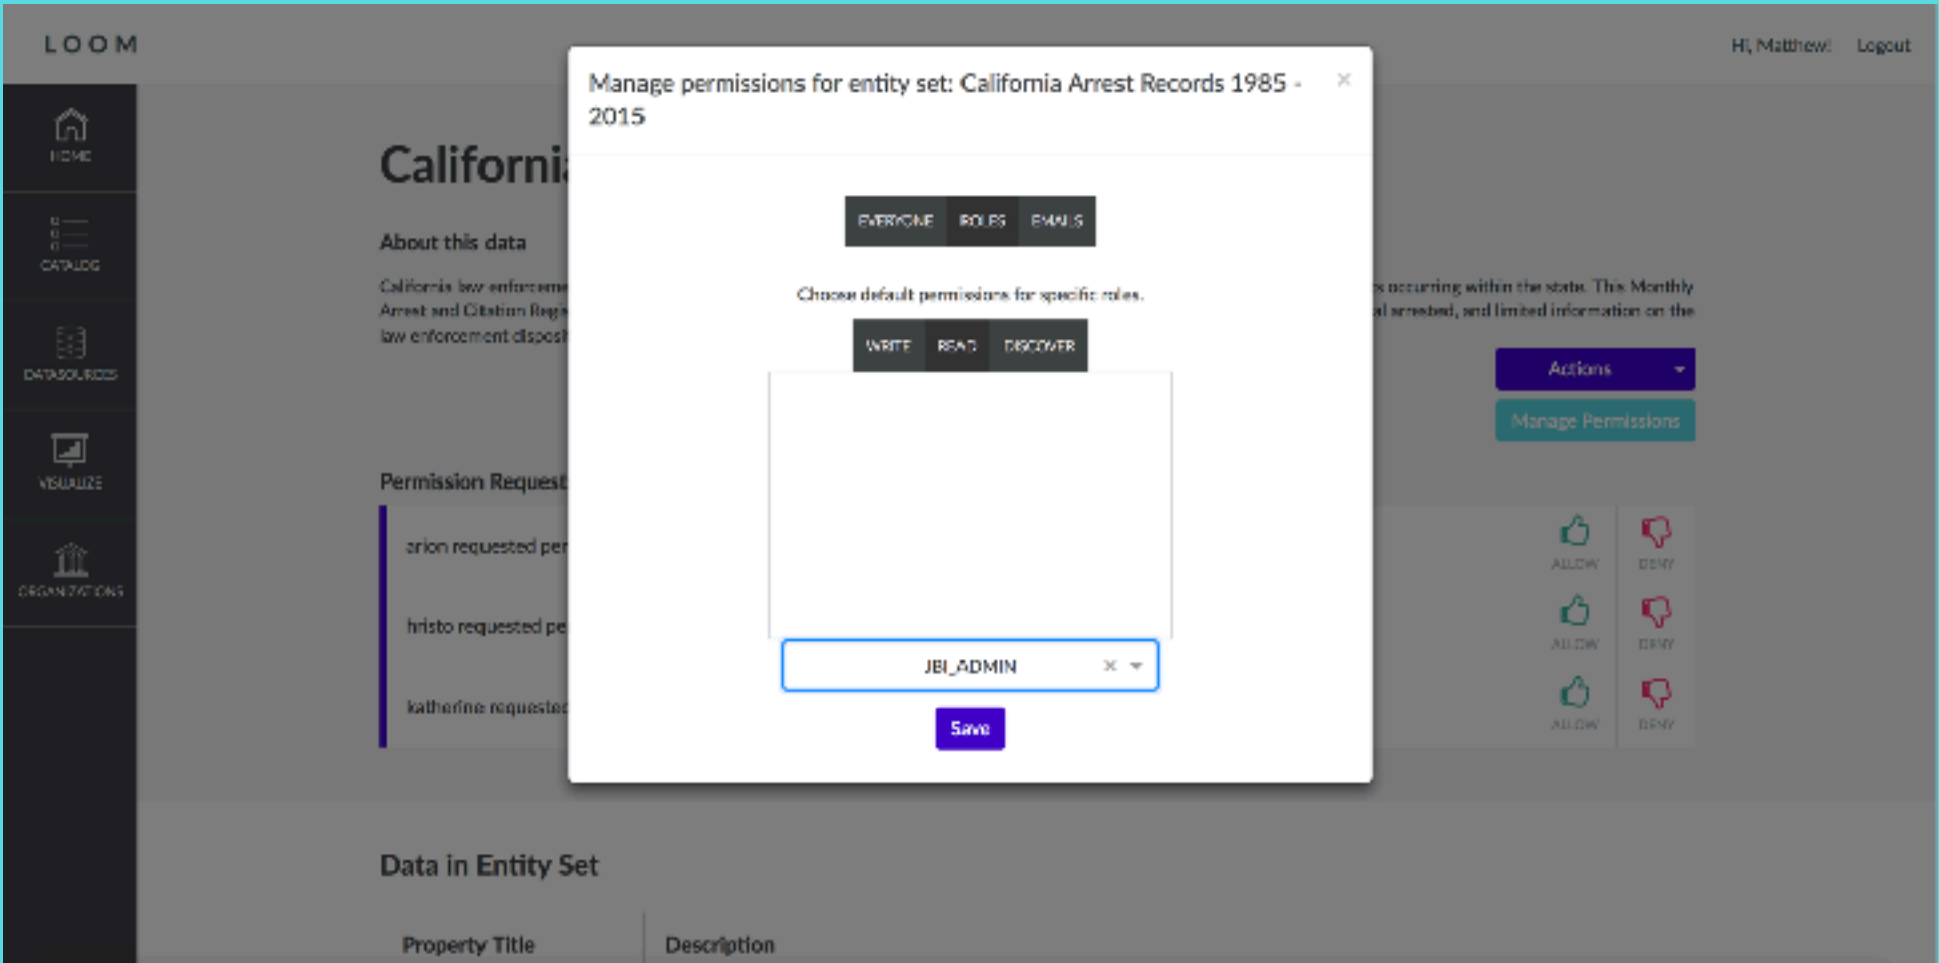 LOOM
Hi, Matthew! Logout
HOME
CATALOG
DATASOURCES
VISUALIZE
ORGANIZATIONS
California
About this data
California law enforceme
s occurring within the state. This Monthly
Arrest and Citation Regis
al arrested, and limited information on the
law enforcement disposi
Actions
Manage Permissions
Permission Request
arion requested per
ALLOW DENY
hristo requested pe
ALLOW DENY
katherine requested
ALLOW DENY
Manage permissions for entity set: California Arrest Records 1985 -
2015
×
EVERYONE ROLES EMAILS
Choose default permissions for specific roles.
WRITE READ DISCOVER
JBI_ADMIN ×
Save
Data in Entity Set
Property Title Description